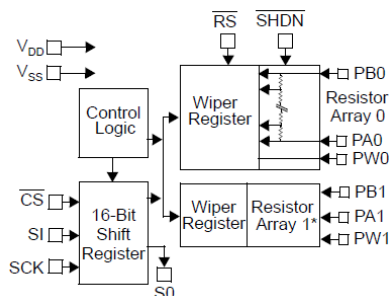 RS SHDN
VDD
VSS
PB0
Control Logic
Wiper Register
Resistor Array 0
PA0
PW0
CS
SI
SCK
16-Bit Shift Register
Wiper Register
Resistor Array 1*
PB1
PA1
PW1
S0